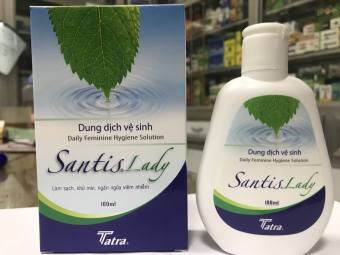 Dung dịch vệ sinh
Daily Feminine Hygiene Solution
Santis Lady
Làm sạch, khử mùi, ngăn ngừa viêm nhiễm
100ml
Tatra®
Dung dịch vệ sinh
Daily Feminine Hygiene Solution
Santis Lady
100ml
Tatra®